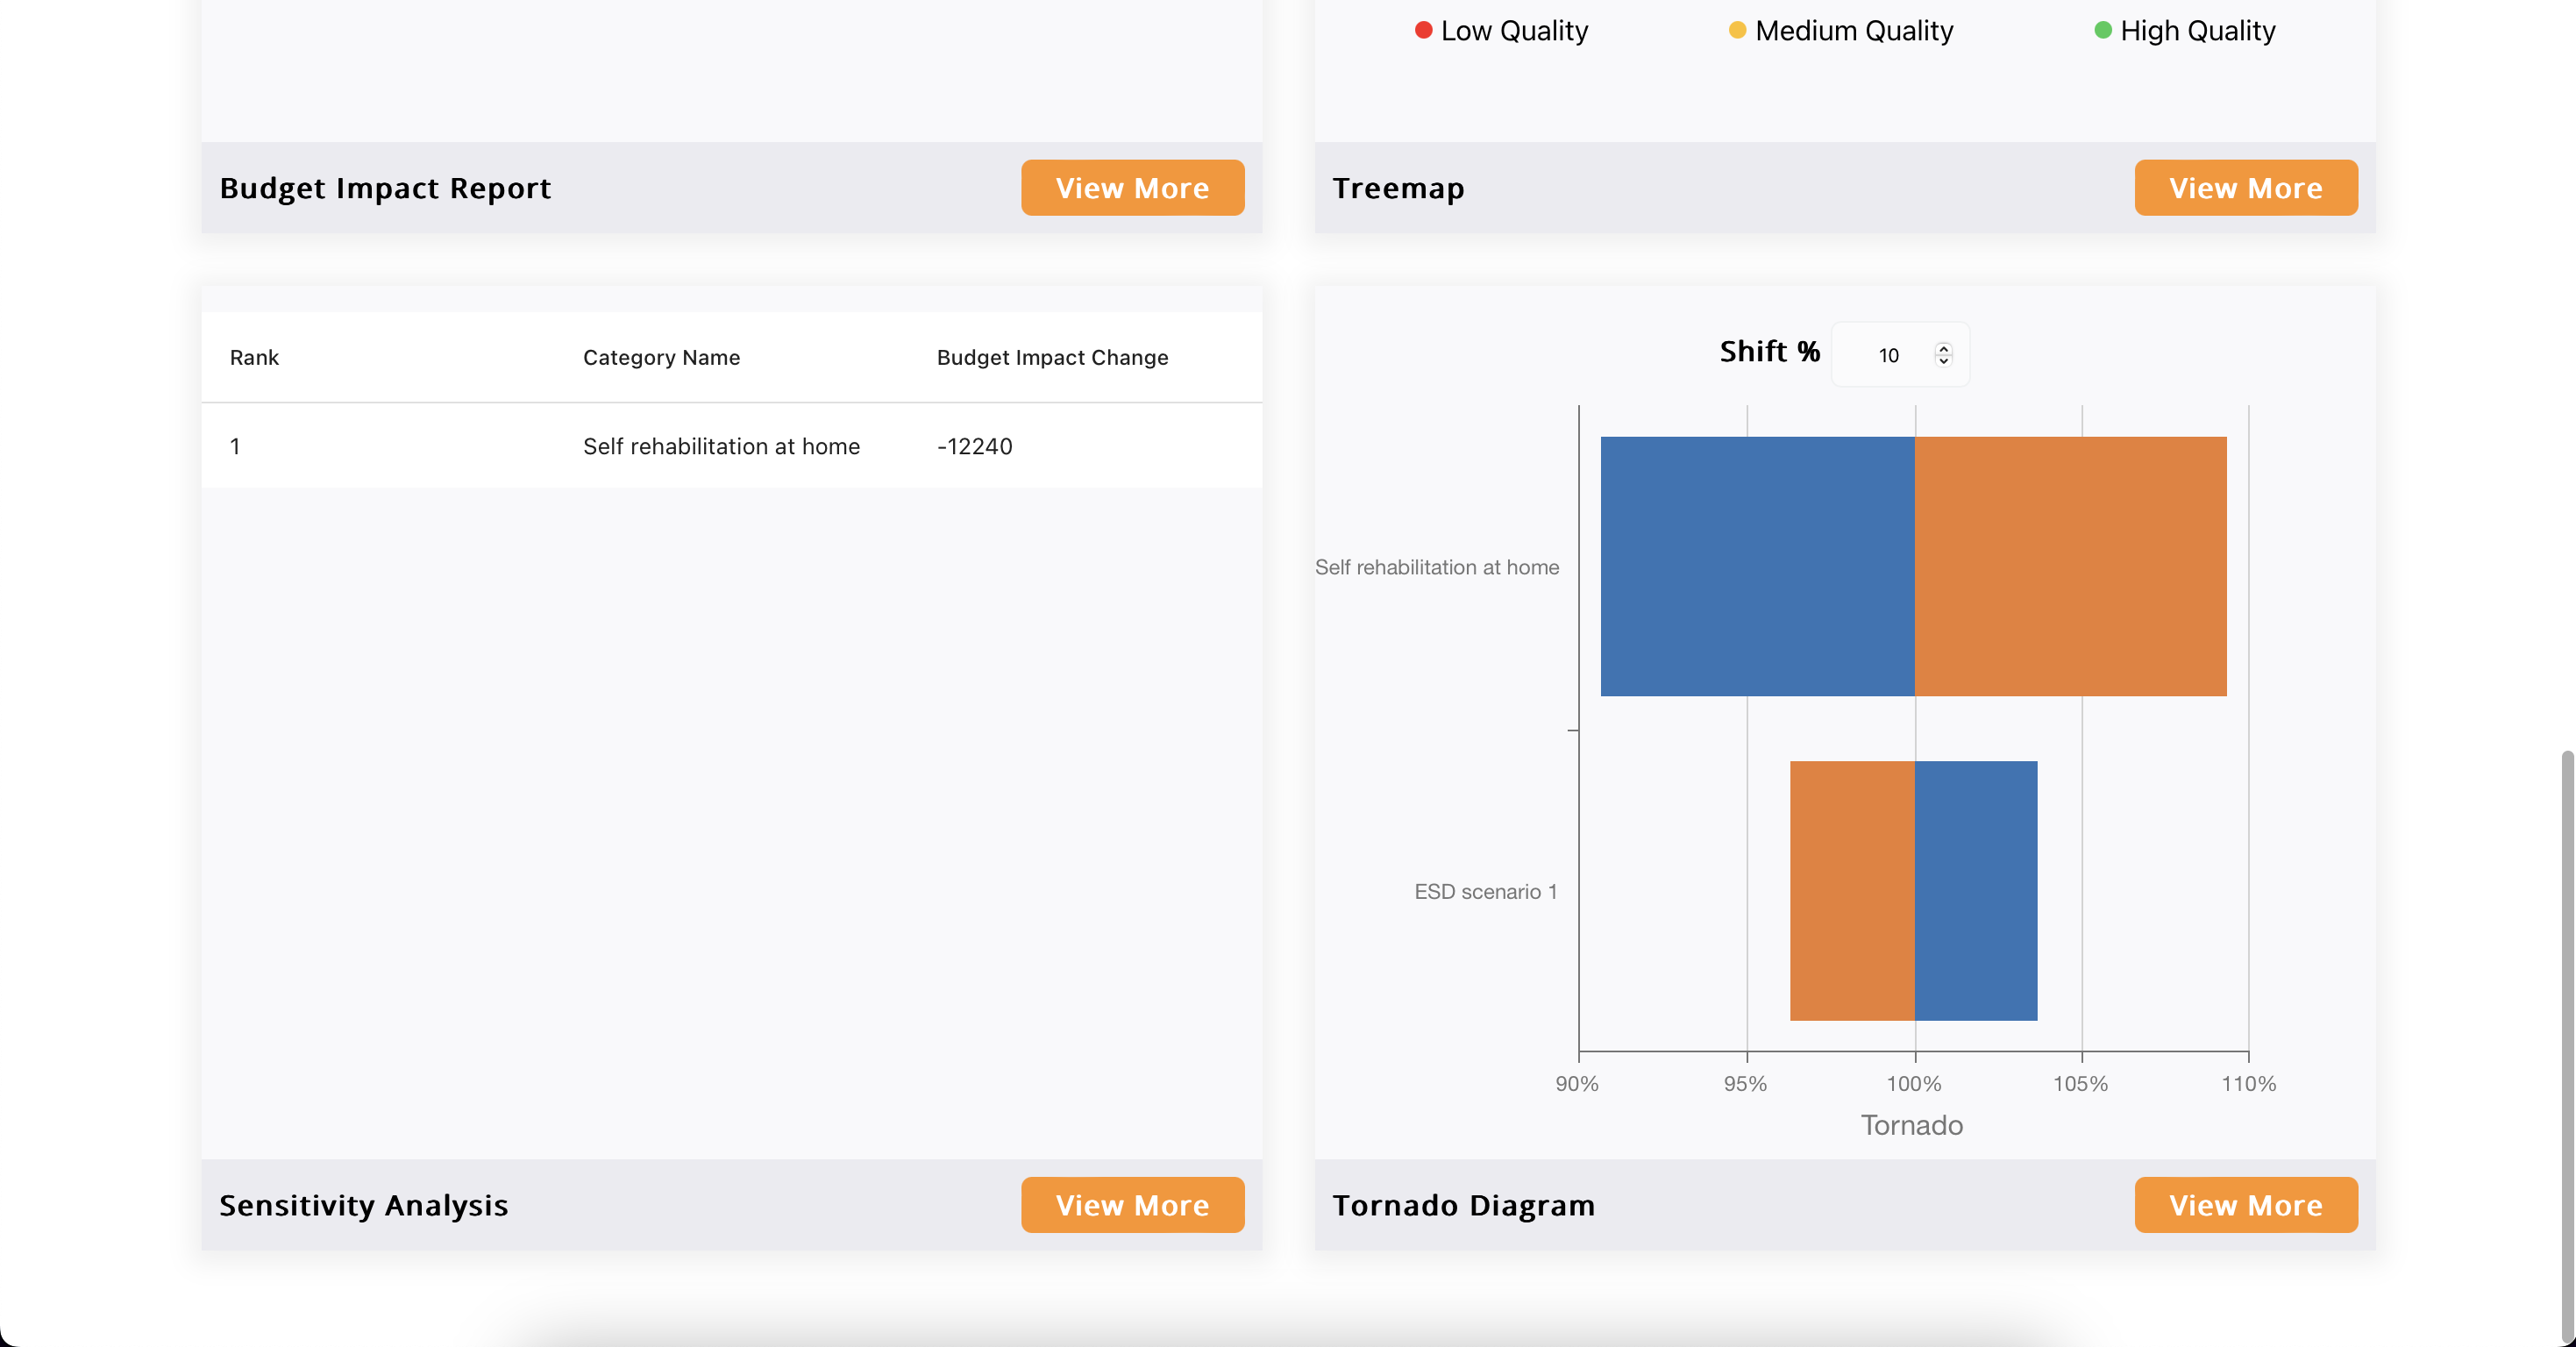 Low Quality
Medium Quality
High Quality
Budget Impact Report
View More
Treemap
View More
Rank
Category Name
Budget Impact Change
1
Self rehabilitation at home
-12240
Sensitivity Analysis
View More
Shift %
10
Self rehabilitation at home
ESD scenario 1
90%
95%
100%
105%
110%
Tornado
Tornado Diagram
View More